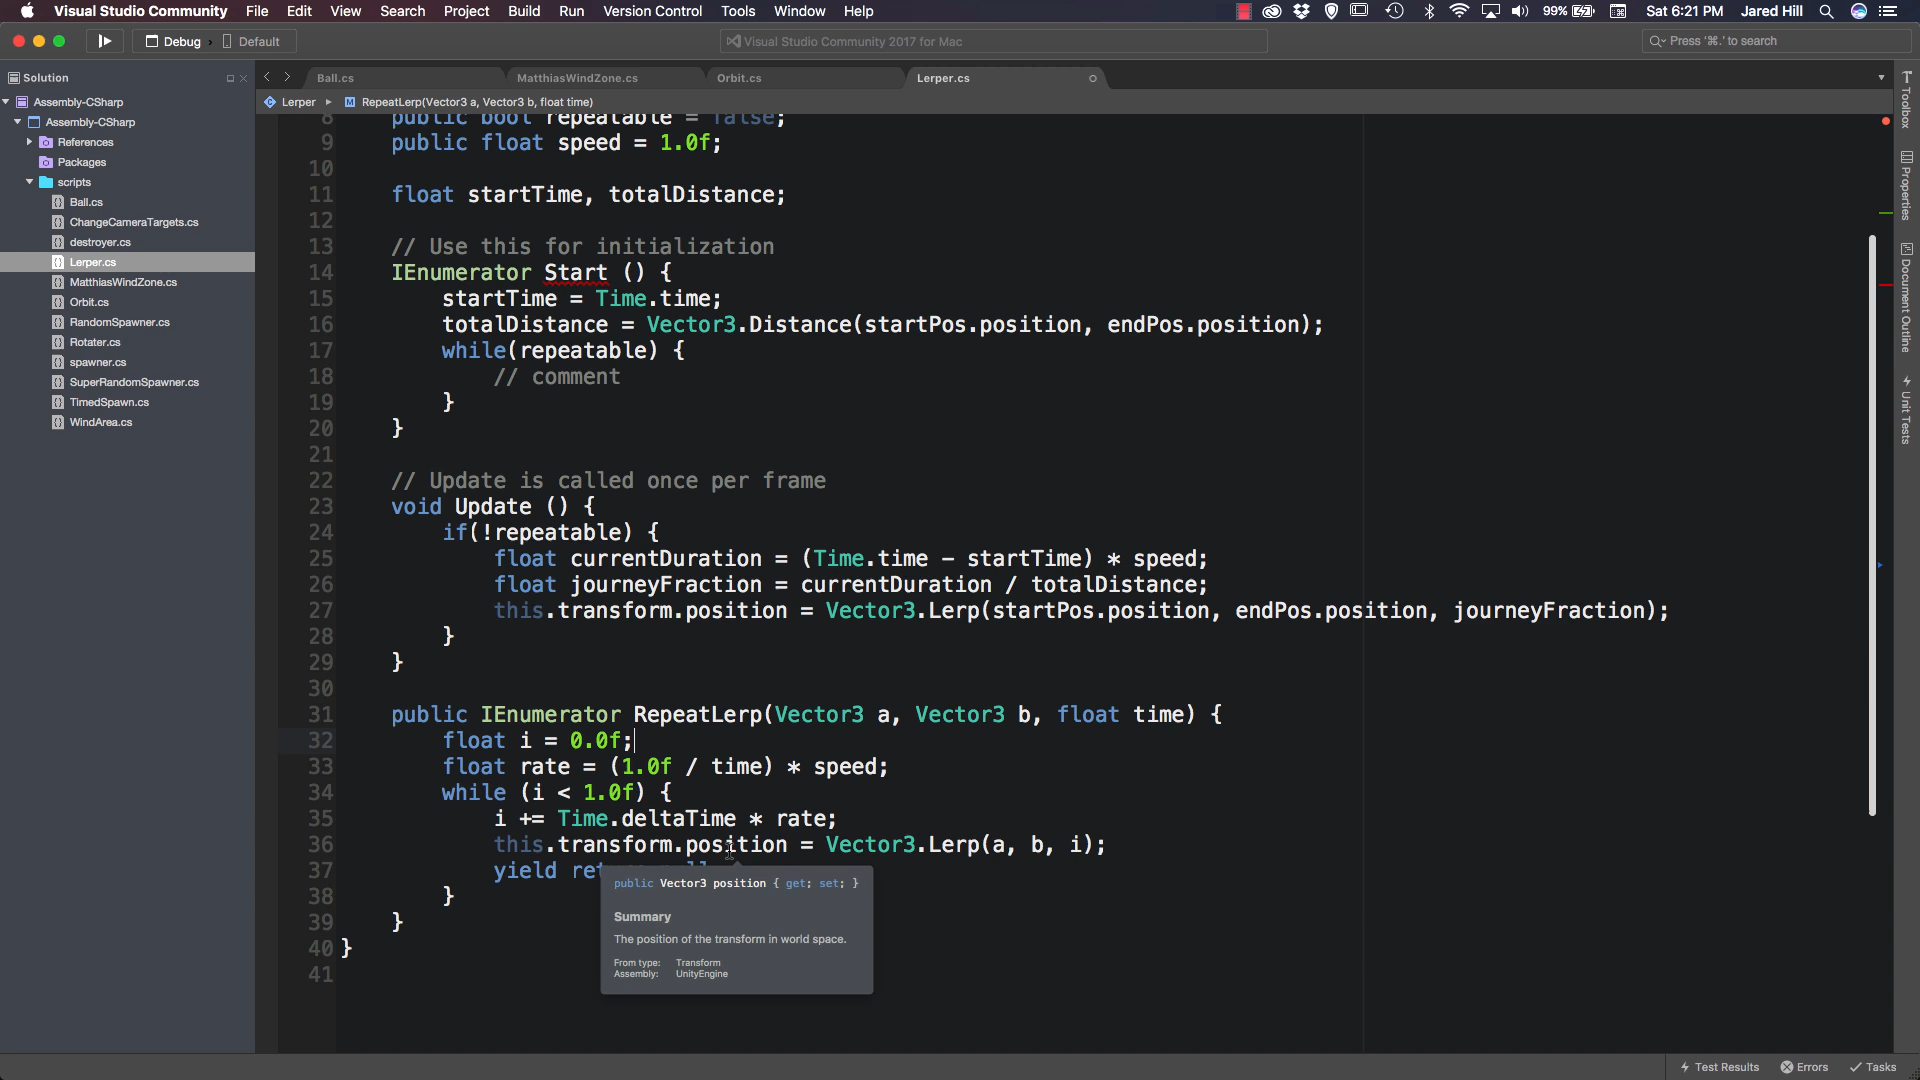 Visual Studio Community File Edit View Search Project Build Run Version Control Tools Window Help 99% Sat 6:21 PM Jared Hill
Debug Default Visual Studio Community 2017 for Mac Press '⌘.' to search
Solution
Assembly-CSharp
Assembly-CSharp
References
Packages
scripts
Ball.cs
ChangeCameraTargets.cs
destroyer.cs
Lerper.cs
MatthiasWindZone.cs
Orbit.cs
RandomSpawner.cs
Rotater.cs
spawner.cs
SuperRandomSpawner.cs
TimedSpawn.cs
WindArea.cs
Ball.cs MatthiasWindZone.cs Orbit.cs Lerper.cs
Lerper RepeatLerp(Vector3 a, Vector3 b, float time)
8 public bool repeatable = false;
9 public float speed = 1.0f;
10
11 float startTime, totalDistance;
12
13 // Use this for initialization
14 IEnumerator Start () {
15 startTime = Time.time;
16 totalDistance = Vector3.Distance(startPos.position, endPos.position);
17 while(repeatable) {
18 // comment
19 }
20 }
21
22 // Update is called once per frame
23 void Update () {
24 if(!repeatable) {
25 float currentDuration = (Time.time - startTime) * speed;
26 float journeyFraction = currentDuration / totalDistance;
27 this.transform.position = Vector3.Lerp(startPos.position, endPos.position, journeyFraction);
28 }
29 }
30
31 public IEnumerator RepeatLerp(Vector3 a, Vector3 b, float time) {
32 float i = 0.0f;
33 float rate = (1.0f / time) * speed;
34 while (i < 1.0f) {
35 i += Time.deltaTime * rate;
36 this.transform.position = Vector3.Lerp(a, b, i);
37 yield
38 }
39 }
40 }
41
public Vector3 position { get; set; }
Summary
The position of the transform in world space.
From type: Transform
Assembly: UnityEngine
Toolbox
Properties
Document Outline
Unit Tests
Test Results Errors Tasks